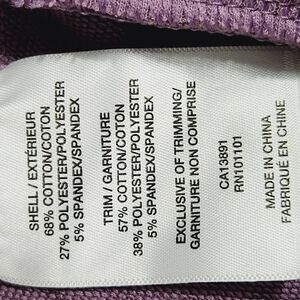 SHELL / EXTÉRIEUR
68% COTTON/COTON
27% POLYESTER/POLYESTER
5% SPANDEX/SPANDEX
TRIM / GARNITURE
57% COTTON/COTON
38% POLYESTER/POLYESTER
5% SPANDEX/SPANDEX
EXCLUSIVE OF TRIMMING/
GARNITURE NON COMPRISE
CA13891
RN101101
MADE IN CHINA
FABRIQUÉ EN CHINE